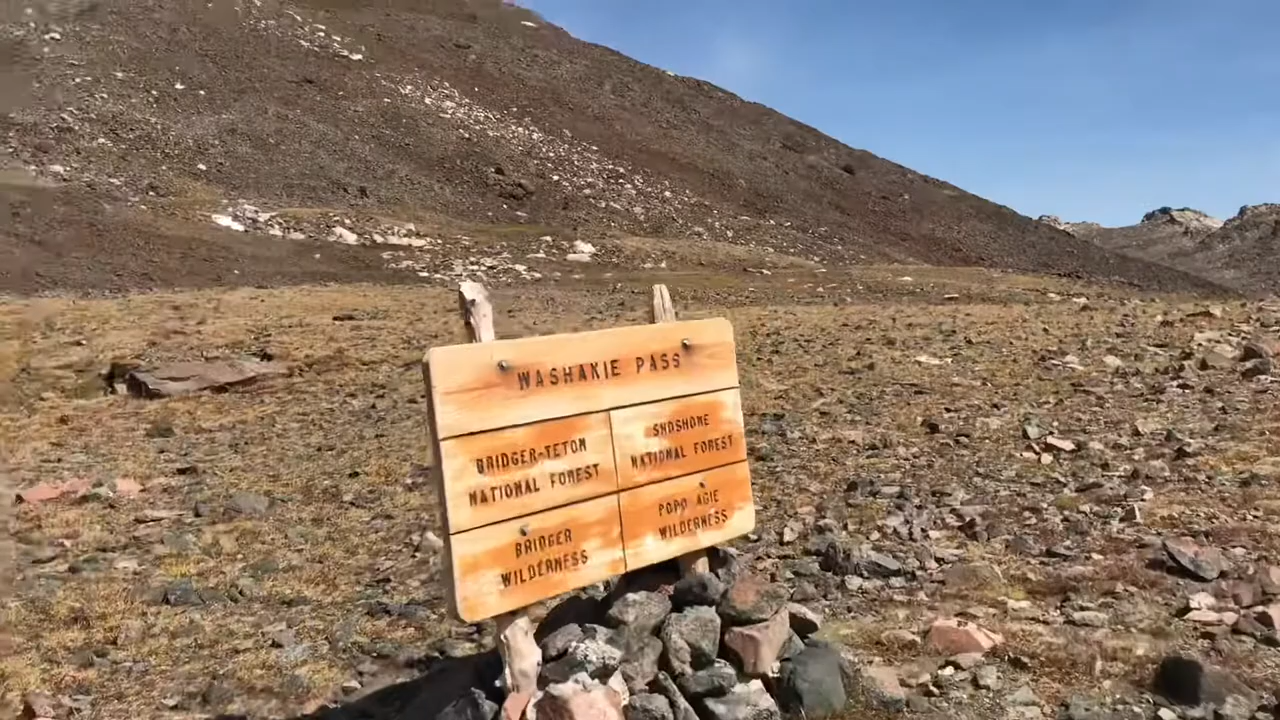 WASHAKIE PASS
BRIDGER-TETON
NATIONAL FOREST
SHOSHONE
NATIONAL FOREST
BRIDGER
WILDERNESS
POPO AGIE
WILDERNESS